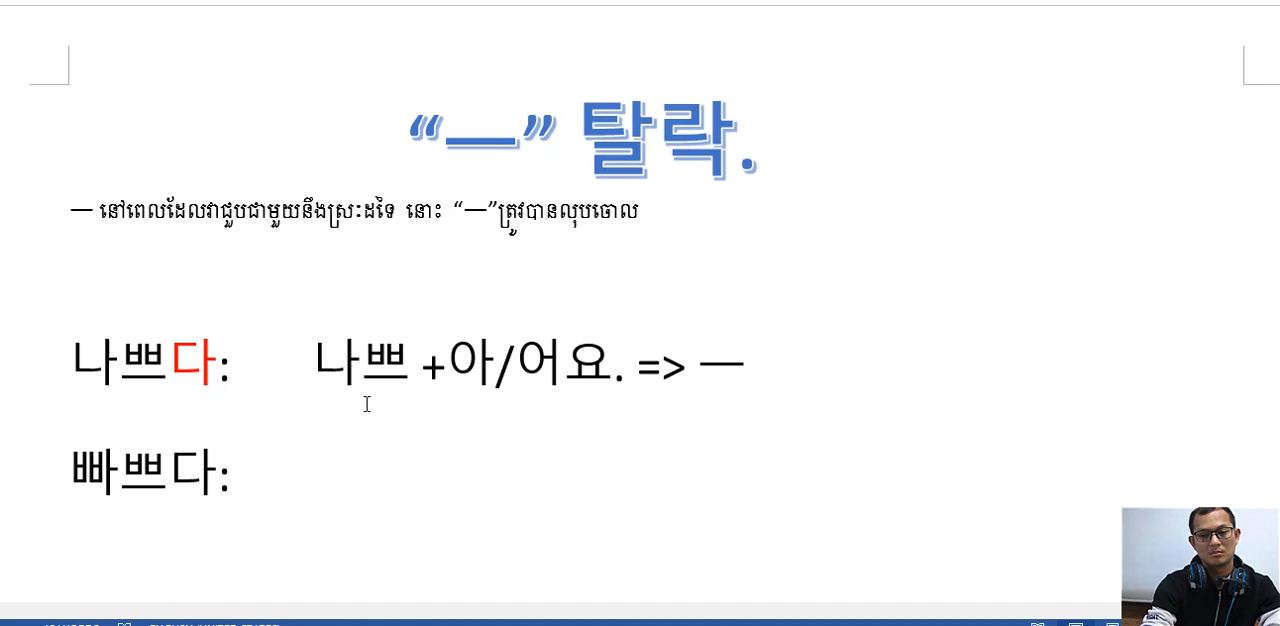 “ㅡ” 탈락.
ㅡ នៅពេលដែលវាជួបជាមួយនឹងស្រៈដទៃ នោះ “ㅡ”ត្រូវបានលុបចោល
나쁘다: 나쁘 +아/어요. => ㅡ
빠쁘다: